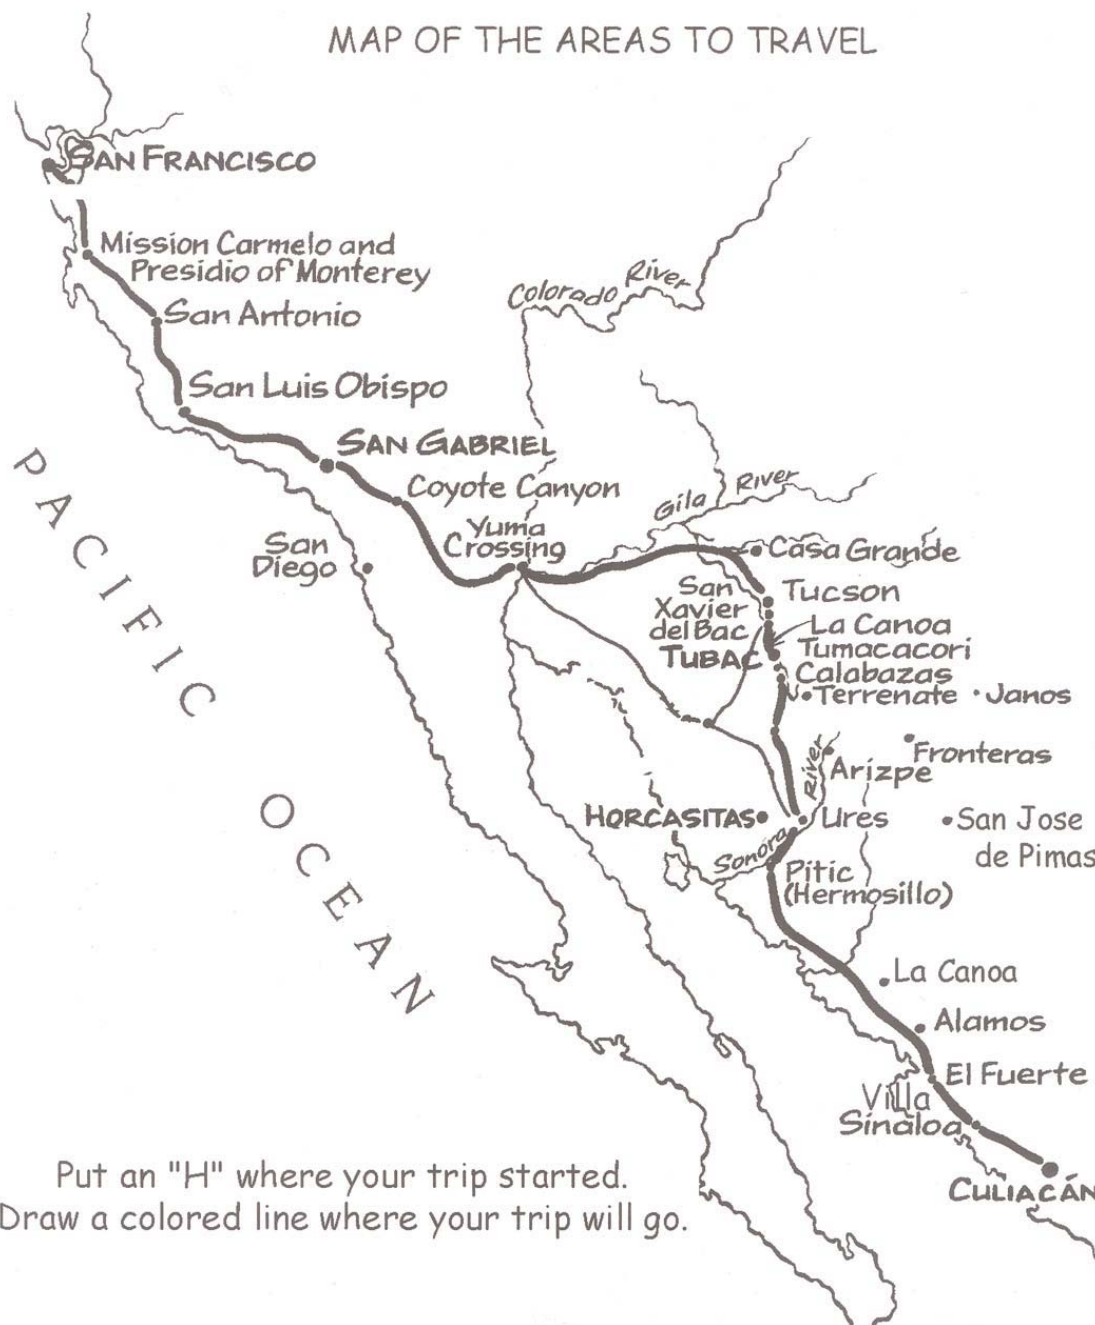 MAP OF THE AREAS TO TRAVEL
SAN FRANCISCO
Mission Carmelo and
Presidio of Monterey
Colorado River
San Antonio
San Luis Obispo
SAN GABRIEL
Coyote Canyon
Gila River
Yuma
Crossing
San
Diego
Casa Grande
San
Xavier
del Bac
Tucson
La Canoa
TUBAC
Tumacacori
Calabazas
Terrenate
Janos
Fronteras
Arizpe
HORCASITAS
Ures
Sonora River
San Jose
de Pimas
Pitic
(Hermosillo)
La Canoa
Alamos
El Fuerte
Villa
Sinaloa
CULIACÁN
PACIFIC OCEAN
Put an "H" where your trip started.
Draw a colored line where your trip will go.